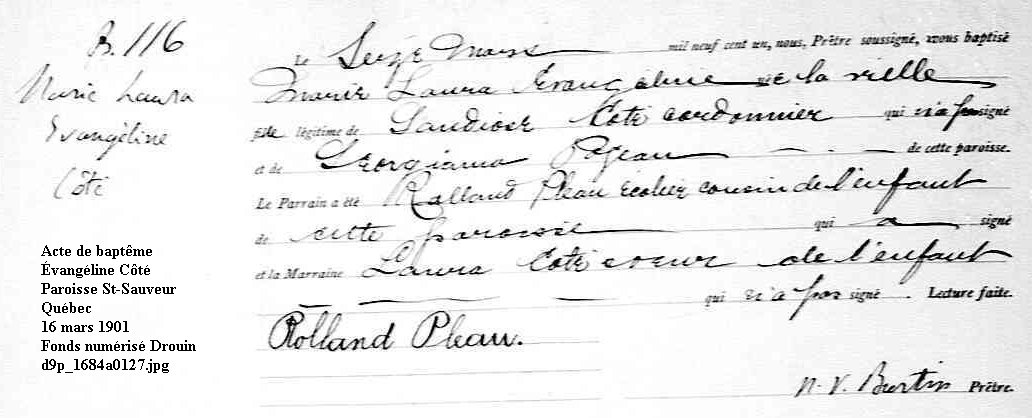 B. 116
Marie Laura
Evangéline
Côté
Le Seize Mars mil neuf cent un, nous, Prêtre soussigné, avons baptisé
Marie Laura Évangéline née la vieille
fille légitime de Côté cordonnier qui n'a pas signé
et de Georgiana Pageau de cette paroisse.
Le Parrain a été Rolland Pleau écolier cousin de l'enfant
de cette paroisse qui a signé
et la Marraine Laura Côté soeur de l'enfant
qui n'a pas signé. Lecture faite.
Rolland Pleau.
Prêtre.
Acte de baptême
Évangéline Côté
Paroisse St-Sauveur
Québec
16 mars 1901
Fonds numérisé Drouin
d9p_1684a0127.jpg